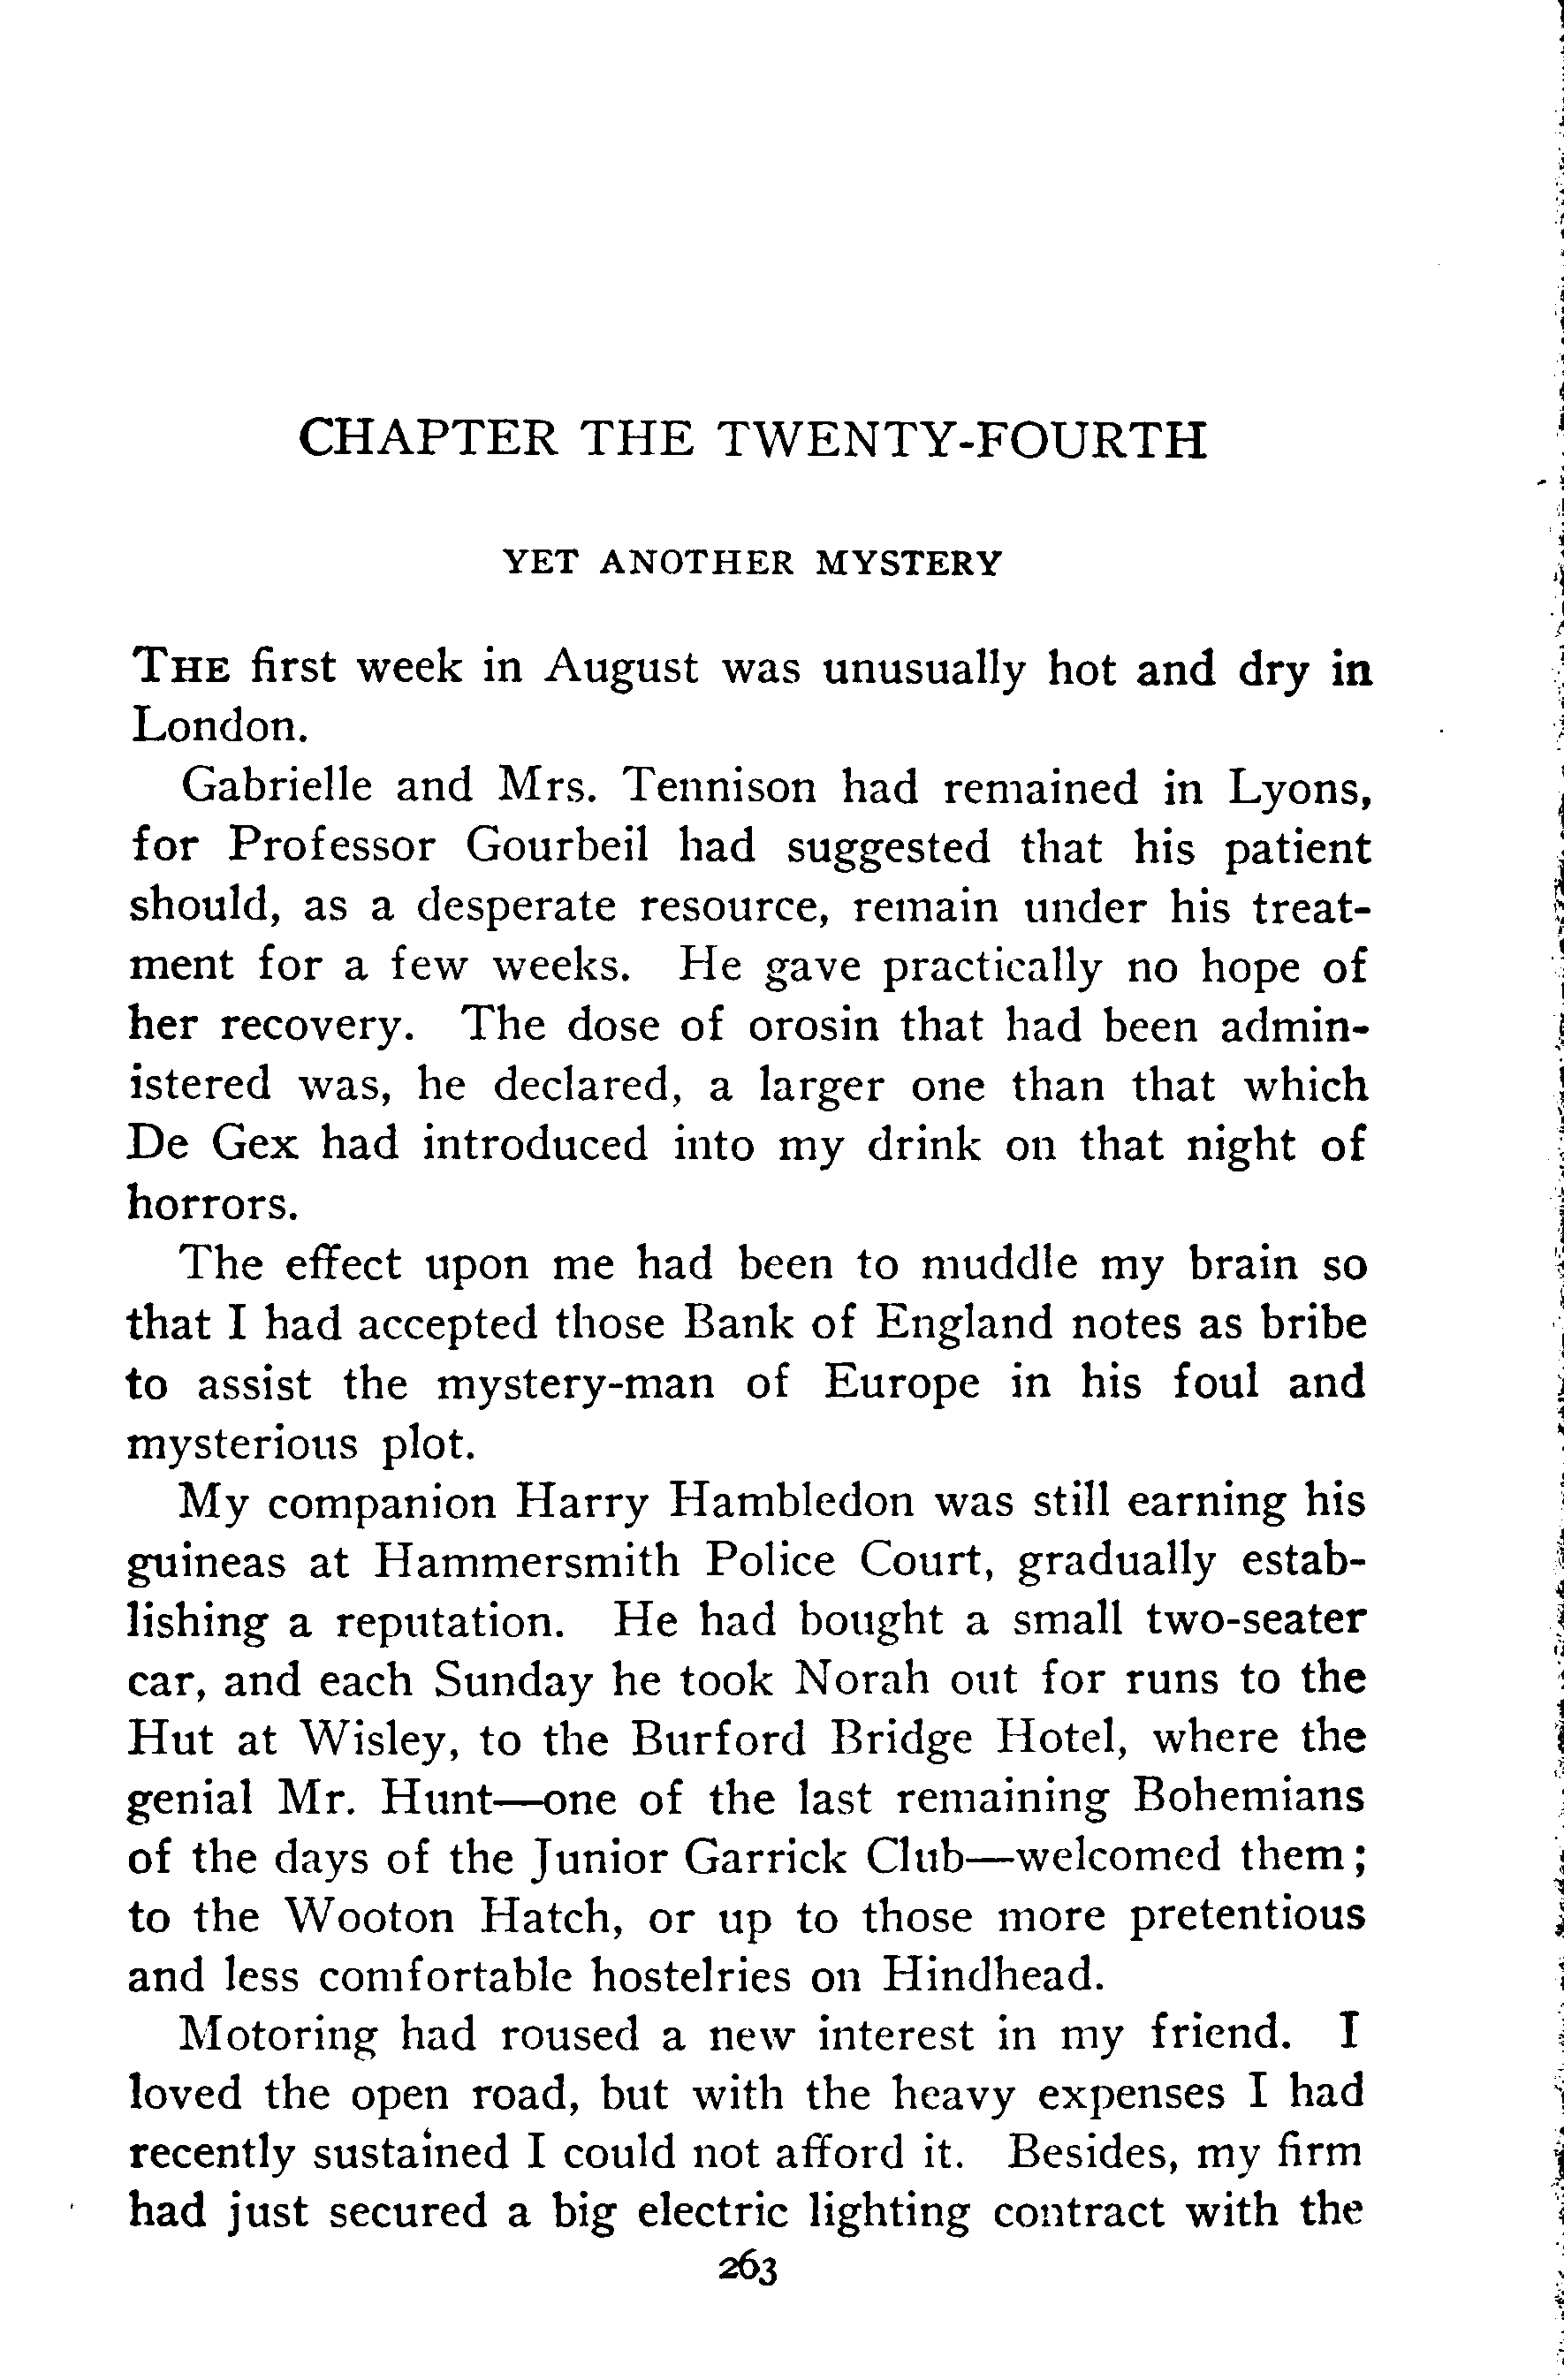 CHAPTER THE TWENTY-FOURTH
YET ANOTHER MYSTERY
THE first week in August was unusually hot and dry in
London.
Gabrielle and Mrs. Tennison had remained in Lyons,
for Professor Gourbeil had suggested that his patient
should, as a desperate resource, remain under his treat-
ment for a few weeks. He gave practically no hope of
her recovery. The dose of orosin that had been admin-
istered was, he declared, a larger one than that which
De Gex had introduced into my drink on that night of
horrors.
The effect upon me had been to muddle my brain so
that I had accepted those Bank of England notes as bribe
to assist the mystery-man of Europe in his foul and
mysterious plot.
My companion Harry Hambledon was still earning his
guineas at Hammersmith Police Court, gradually estab-
lishing a reputation. He had bought a small two-seater
car, and each Sunday he took Norah out for runs to the
Hut at Wisley, to the Burford Bridge Hotel, where the
genial Mr. Hunt—one of the last remaining Bohemians
of the days of the Junior Garrick Club—welcomed them;
to the Wooton Hatch, or up to those more pretentious
and less comfortable hostelries on Hindhead.
Motoring had roused a new interest in my friend. I
loved the open road, but with the heavy expenses I had
recently sustained I could not afford it. Besides, my firm
had just secured a big electric lighting contract with the
263